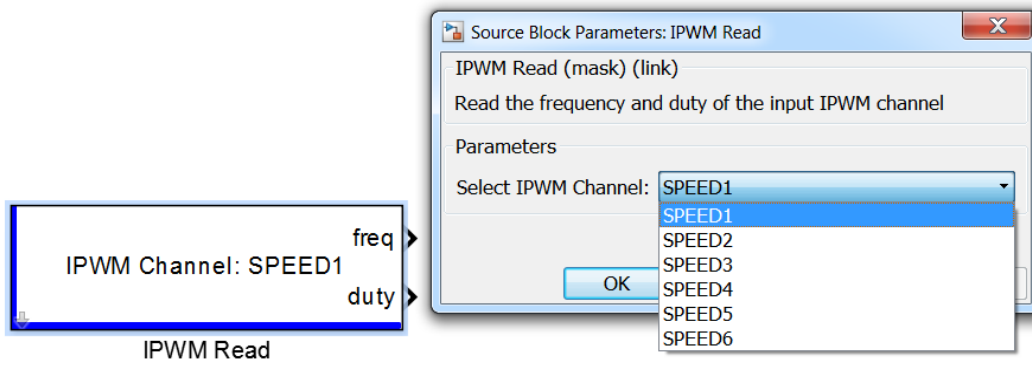 Source Block Parameters: IPWM Read
IPWM Read (mask) (link)
Read the frequency and duty of the input IPWM channel
Parameters
Select IPWM Channel: SPEED1
SPEED1
SPEED2
SPEED3
SPEED4
SPEED5
SPEED6
OK
freq
IPWM Channel: SPEED1
duty
IPWM Read